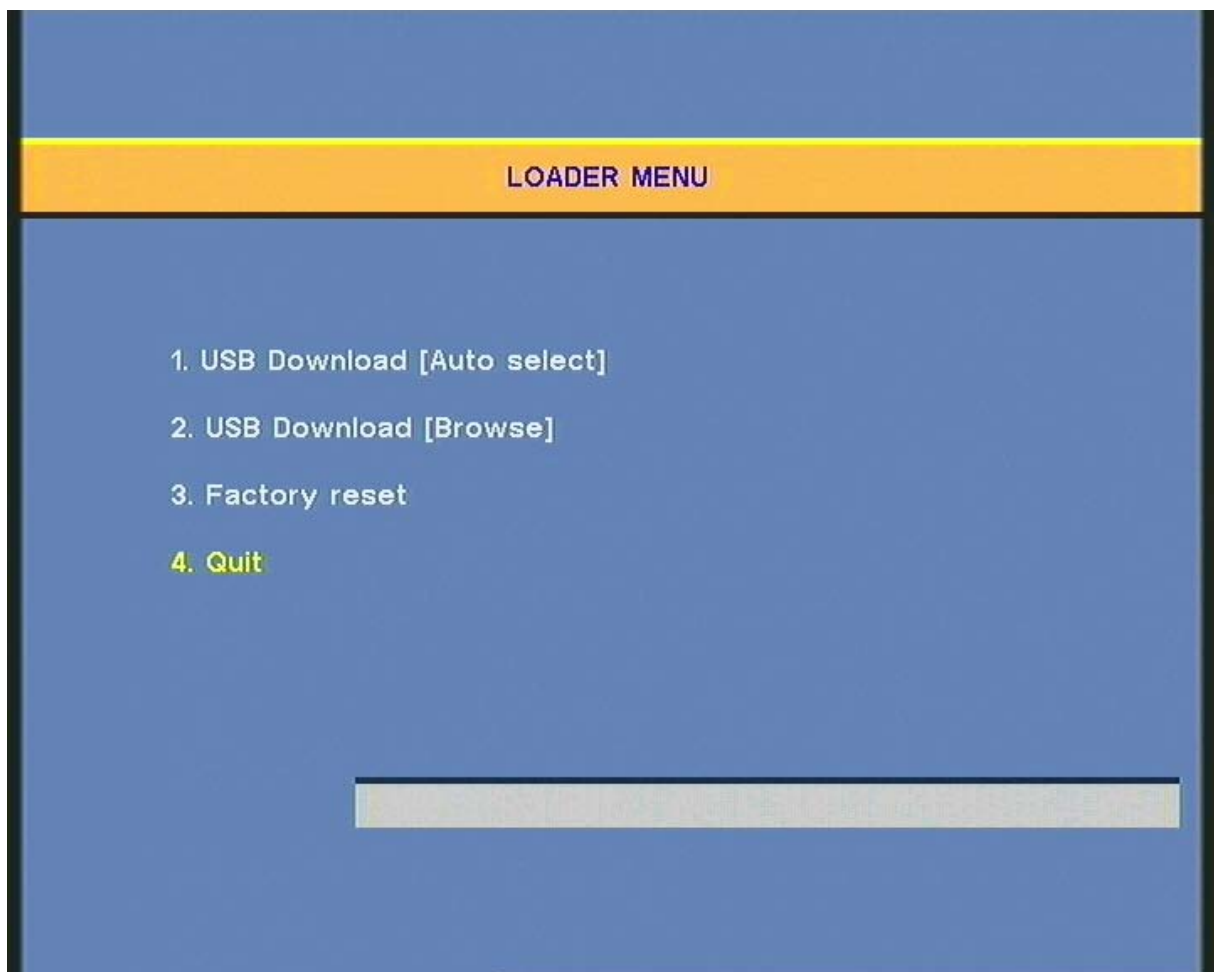 LOADER MENU
1. USB Download [Auto select]
2. USB Download [Browse]
3. Factory reset
4. Quit